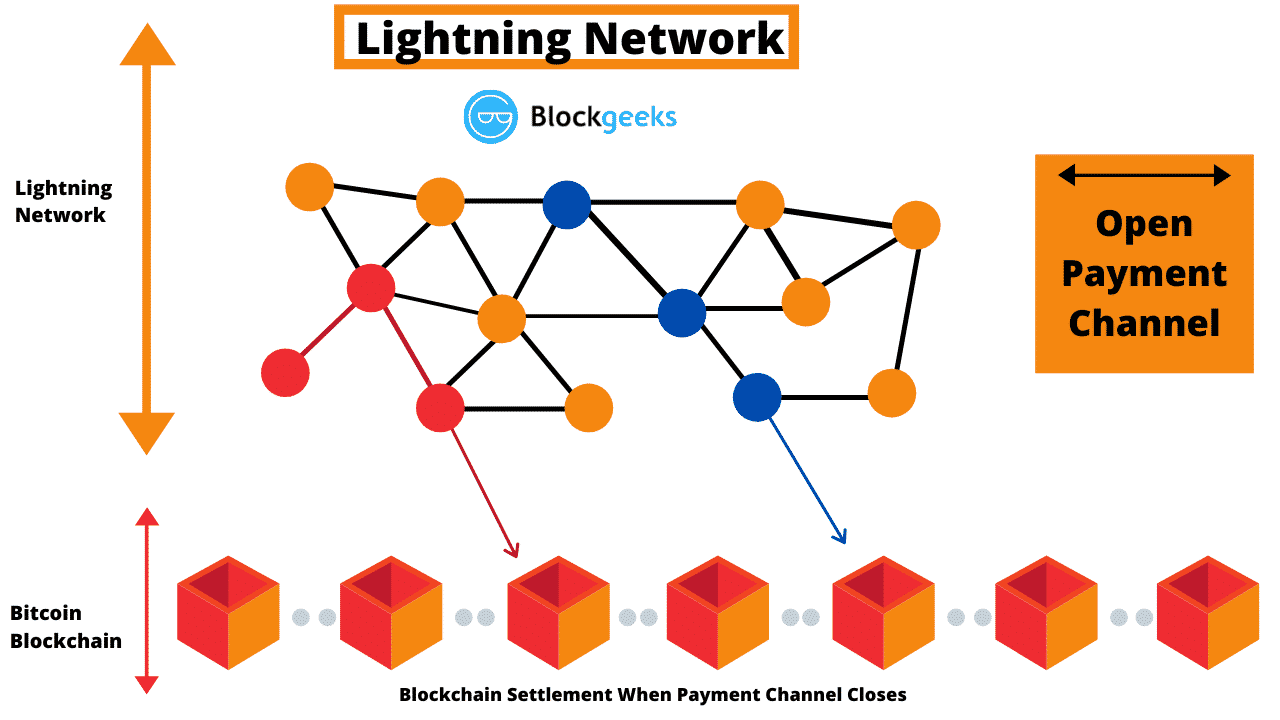 Lightning Network
Blockgeeks
Lightning
Network
Open
Payment
Channel
Bitcoin
Blockchain
Blockchain Settlement When Payment Channel Closes